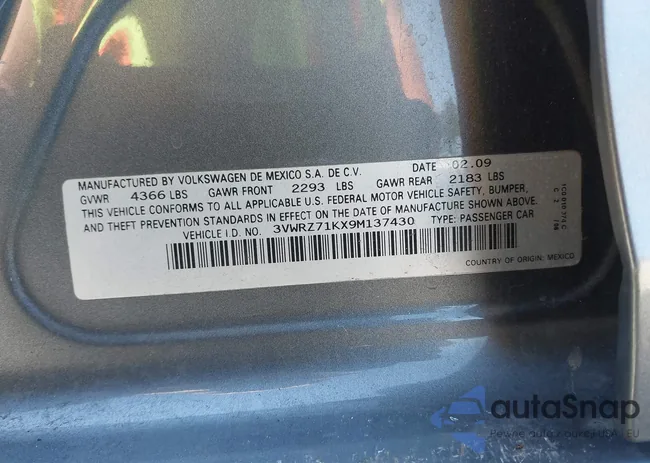 MANUFACTURED BY VOLKSWAGEN DE MEXICO S.A. DE C.V. DATE 02.09
GVWR 4366 LBS GAWR FRONT 2293 LBS GAWR REAR 2183 LBS
THIS VEHICLE CONFORMS TO ALL APPLICABLE U.S. FEDERAL MOTOR VEHICLE SAFETY, BUMPER,
AND THEFT PREVENTION STANDARDS IN EFFECT ON THE DATE OF MANUFACTURE SHOWN ABOVE.
VEHICLE I.D. NO. 3VWRZ71KX9M137430 TYPE: PASSENGER CAR
COUNTRY OF ORIGIN: MEXICO
autoSnap